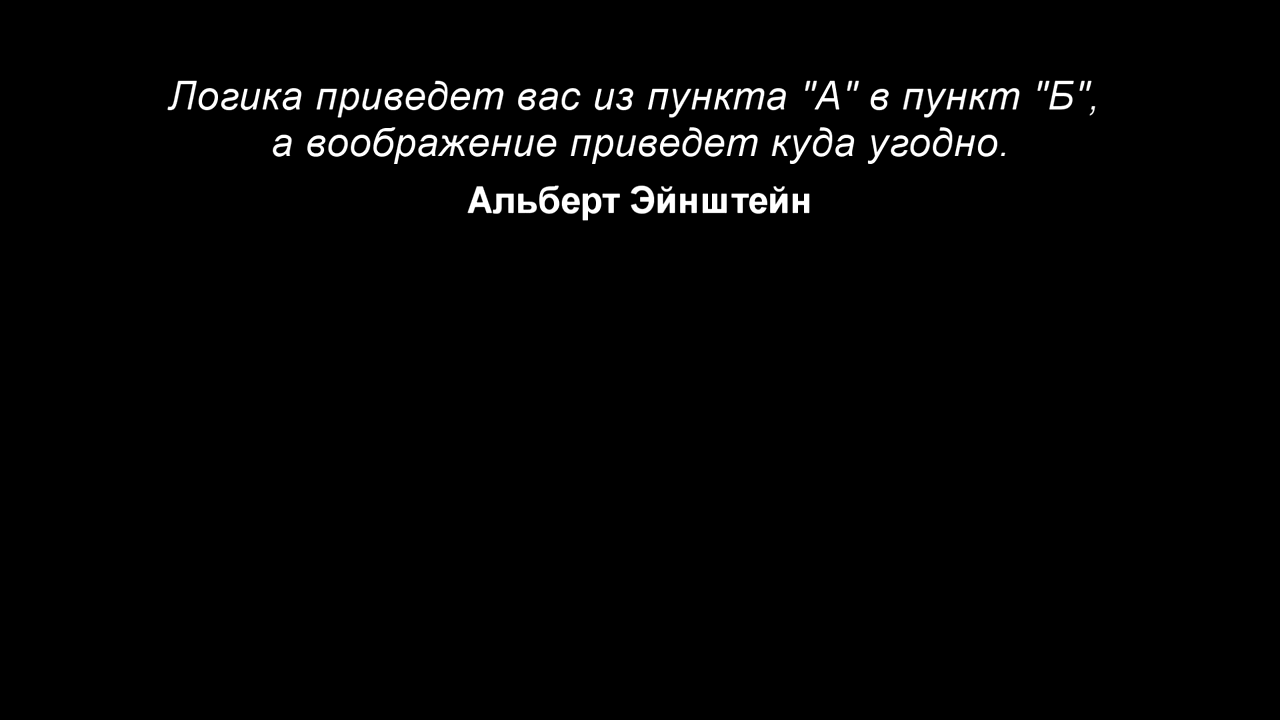 Логика приведет вас из пункта "А" в пункт "Б",
а воображение приведет куда угодно.
Альберт Эйнштейн